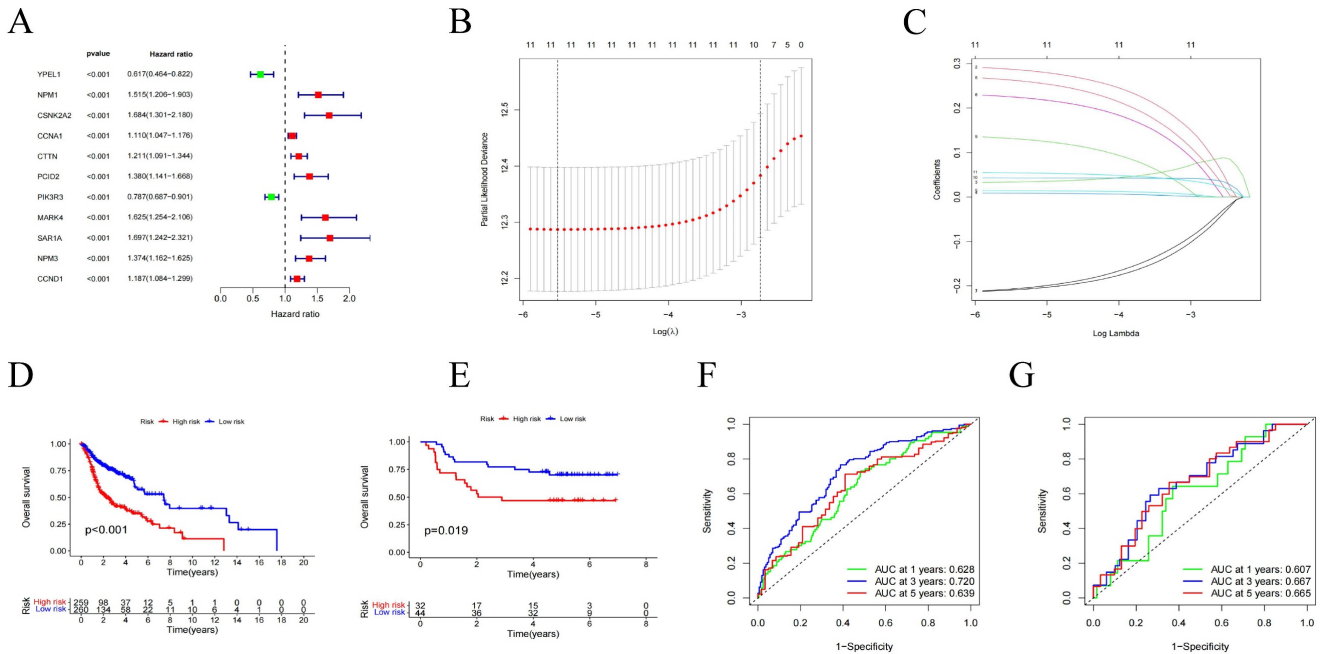 A
pvalue Hazard ratio
YPEL1 <0.001 0.617(0.464−0.822)
NPM1 <0.001 1.515(1.206−1.903)
CSNK2A2 <0.001 1.684(1.301−2.180)
CCNA1 <0.001 1.110(1.047−1.176)
CTTN <0.001 1.211(1.091−1.344)
PCID2 <0.001 1.380(1.141−1.668)
PIK3R3 <0.001 0.787(0.687−0.901)
MARK4 <0.001 1.625(1.254−2.106)
SAR1A <0.001 1.697(1.242−2.321)
NPM3 <0.001 1.374(1.162−1.625)
CCND1 <0.001 1.187(1.084−1.299)
0.0 0.5 1.0 1.5 2.0
Hazard ratio
B
11 11 11 11 11 11 11 11 11 11 10 7 5 0
Partial Likelihood Deviance
12.5
12.4
12.3
12.2
−6 −5 −4 −3
Log(λ)
C
11 11 11 11
Coefficients
0.3
0.2
0.1
0.0
−0.1
−0.2
−6 −5 −4 −3
Log Lambda
D
Risk High risk Low risk
Overall survival
1.00
0.75
0.50
0.25
0.00
p<0.001
0 2 4 6 8 10 12 14 16 18 20
Time(years)
Risk
High risk 259 98 37 12 5 1 1 0 0 0 0
Low risk 260 134 58 22 11 10 6 4 1 0 0
0 2 4 6 8 10 12 14 16 18 20
Time(years)
E
Risk High risk Low risk
Overall survival
1.00
0.75
0.50
0.25
0.00
p=0.019
0 2 4 6 8
Time(years)
Risk
High risk 32 17 15 3 0
Low risk 44 36 32 9 0
0 2 4 6 8
Time(years)
F
Sensitivity
1.0
0.8
0.6
0.4
0.2
0.0
AUC at 1 years: 0.628
AUC at 3 years: 0.720
AUC at 5 years: 0.639
0.0 0.2 0.4 0.6 0.8 1.0
1−Specificity
G
Sensitivity
1.0
0.8
0.6
0.4
0.2
0.0
AUC at 1 years: 0.607
AUC at 3 years: 0.667
AUC at 5 years: 0.665
0.0 0.2 0.4 0.6 0.8 1.0
1−Specificity